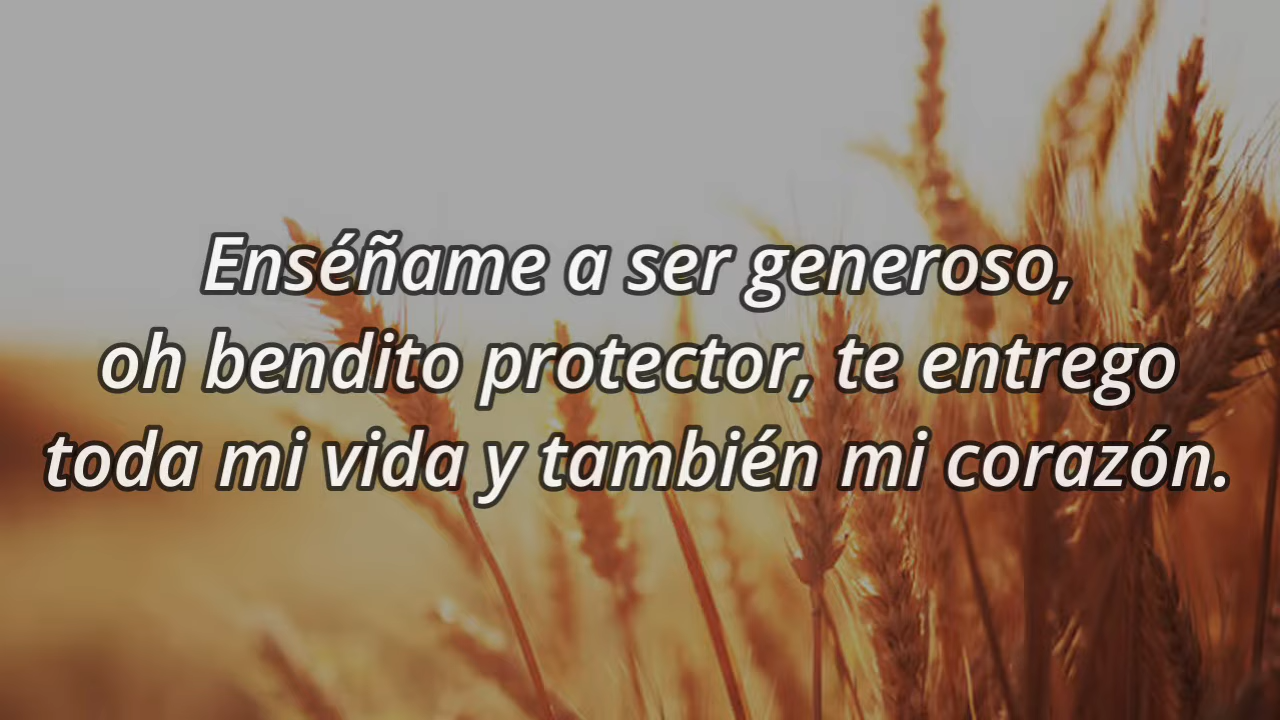 Enséñame a ser generoso,
oh bendito protector, te entrego
toda mi vida y también mi corazón.